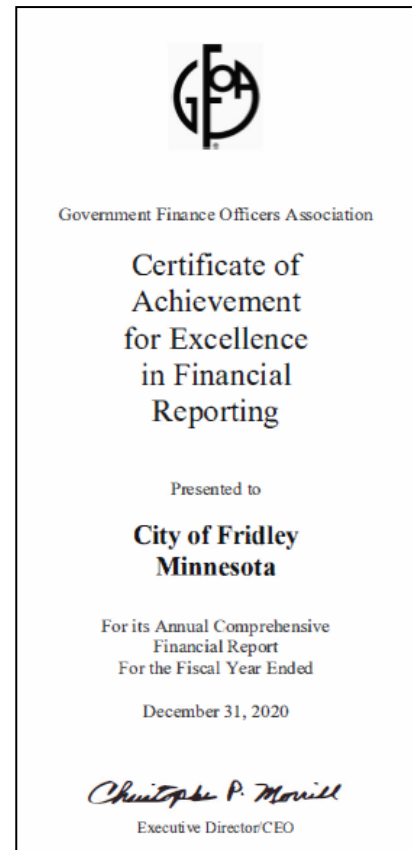 GFOA
Government Finance Officers Association
Certificate of
Achievement
for Excellence
in Financial
Reporting
Presented to
City of Fridley
Minnesota
For its Annual Comprehensive
Financial Report
For the Fiscal Year Ended
December 31, 2020
Christopher P. Morrill
Executive Director/CEO